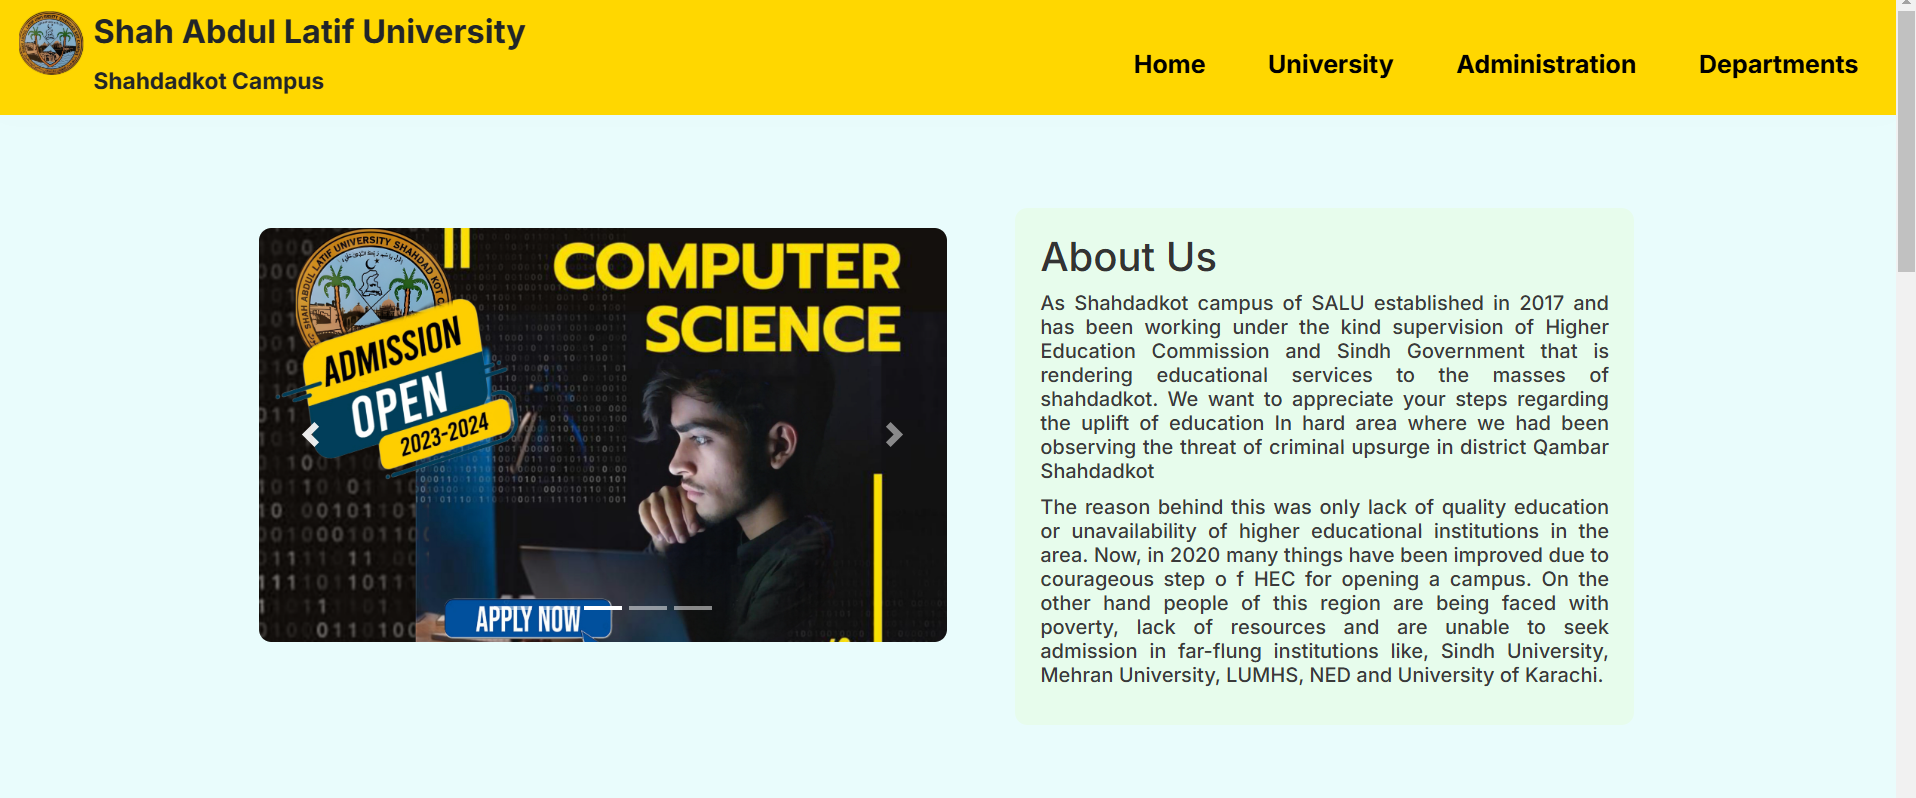 Shah Abdul Latif University
Shahdadkot Campus
Home University Administration Departments
COMPUTER
SCIENCE
ADMISSION
OPEN
2023-2024
APPLY NOW
About Us
As Shahdadkot campus of SALU established in 2017 and
has been working under the kind supervision of Higher
Education Commission and Sindh Government that is
rendering educational services to the masses of
shahdadkot. We want to appreciate your steps regarding
the uplift of education In hard area where we had been
observing the threat of criminal upsurge in district Qambar
Shahdadkot
The reason behind this was only lack of quality education
or unavailability of higher educational institutions in the
area. Now, in 2020 many things have been improved due to
courageous step o f HEC for opening a campus. On the
other hand people of this region are being faced with
poverty, lack of resources and are unable to seek
admission in far-flung institutions like, Sindh University,
Mehran University, LUMHS, NED and University of Karachi.